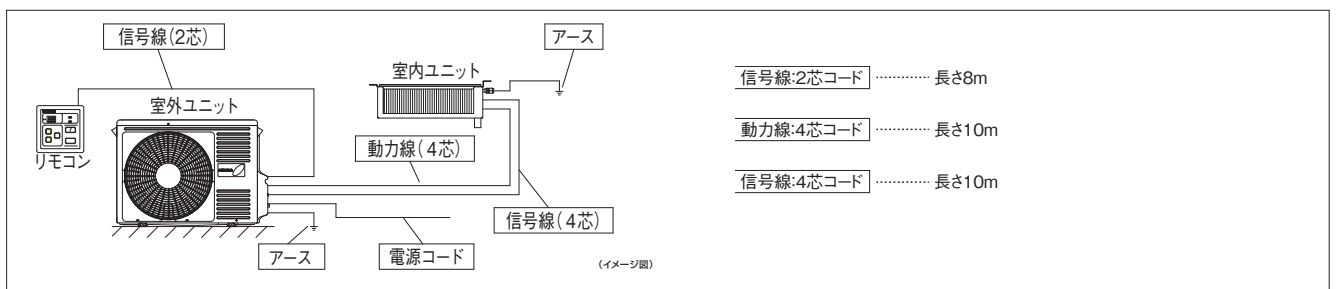 信号線(2芯)
アース
室内ユニット
室外ユニット
リモコン
動力線(4芯)
信号線(4芯)
アース
電源コード
(イメージ図)
信号線:2芯コード ………… 長さ8m
動力線:4芯コード ………… 長さ10m
信号線:4芯コード ………… 長さ10m